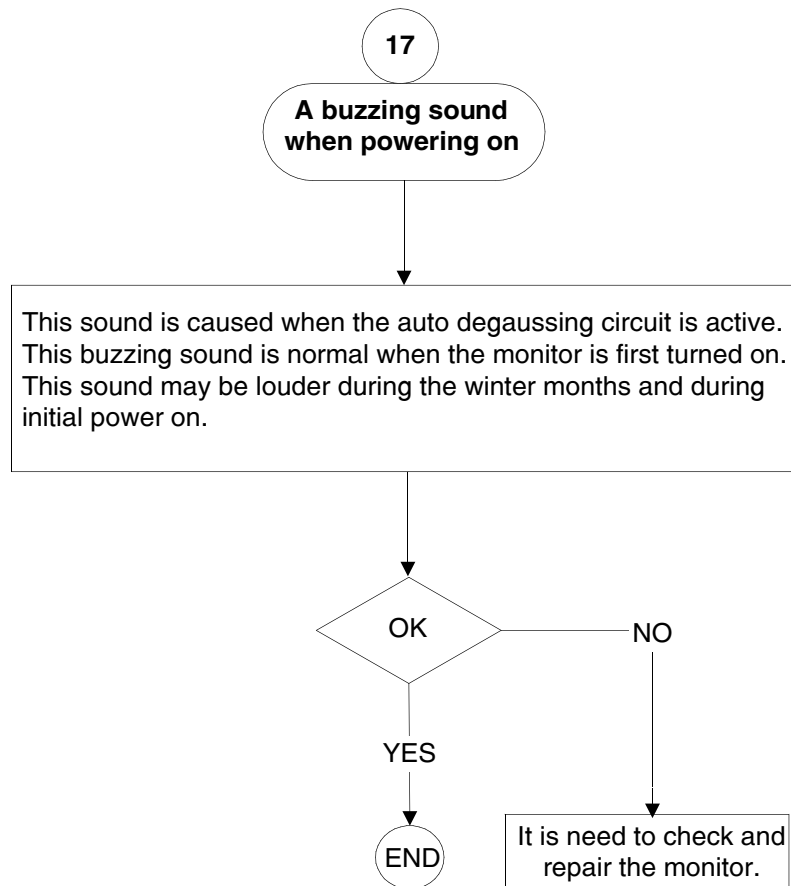 17
A buzzing sound
when powering on
This sound is caused when the auto degaussing circuit is active.
This buzzing sound is normal when the monitor is first turned on.
This sound may be louder during the winter months and during
initial power on.
OK
NO
YES
END
It is need to check and
repair the monitor.